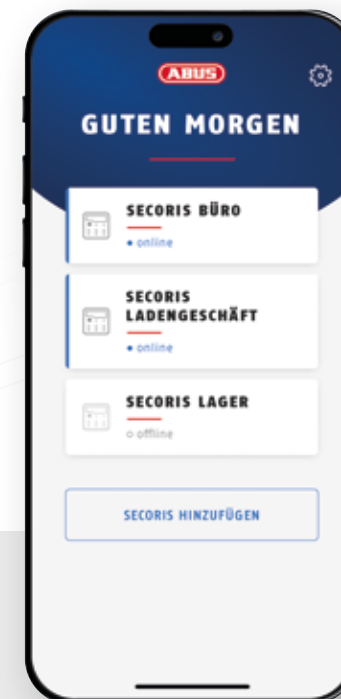 ABUS
GUTEN MORGEN
SECORIS BÜRO
online
SECORIS
LADENGESCHÄFT
online
SECORIS LAGER
offline
SECORIS HINZUFÜGEN